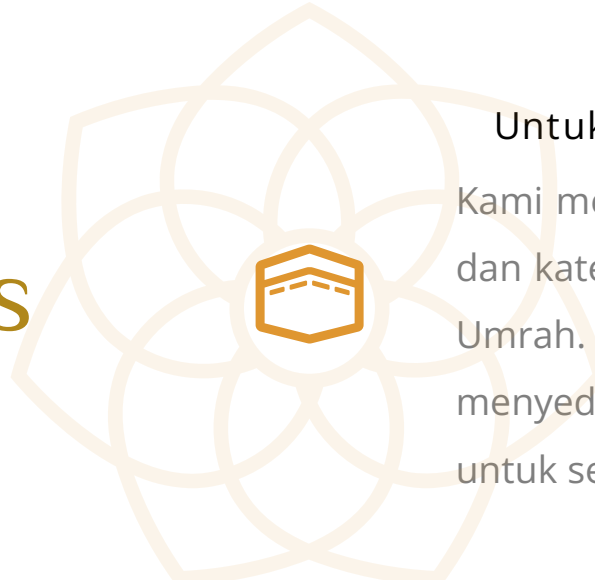 s
Untuk
Kami me
dan kate
Umrah.
menyed
untuk se